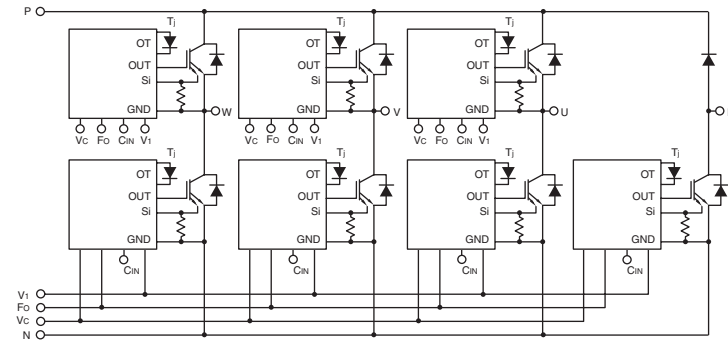 P
Tj Tj Tj
OT OT OT
OUT OUT OUT
Si Si Si
GND GND GND
W V U
VC FO CIN V1 VC FO CIN V1 VC FO CIN V1
Tj Tj Tj Tj
OT OT OT OT
OUT OUT OUT OUT
Si Si Si Si
GND GND GND GND
CIN CIN CIN CIN
V1
FO
VC
N